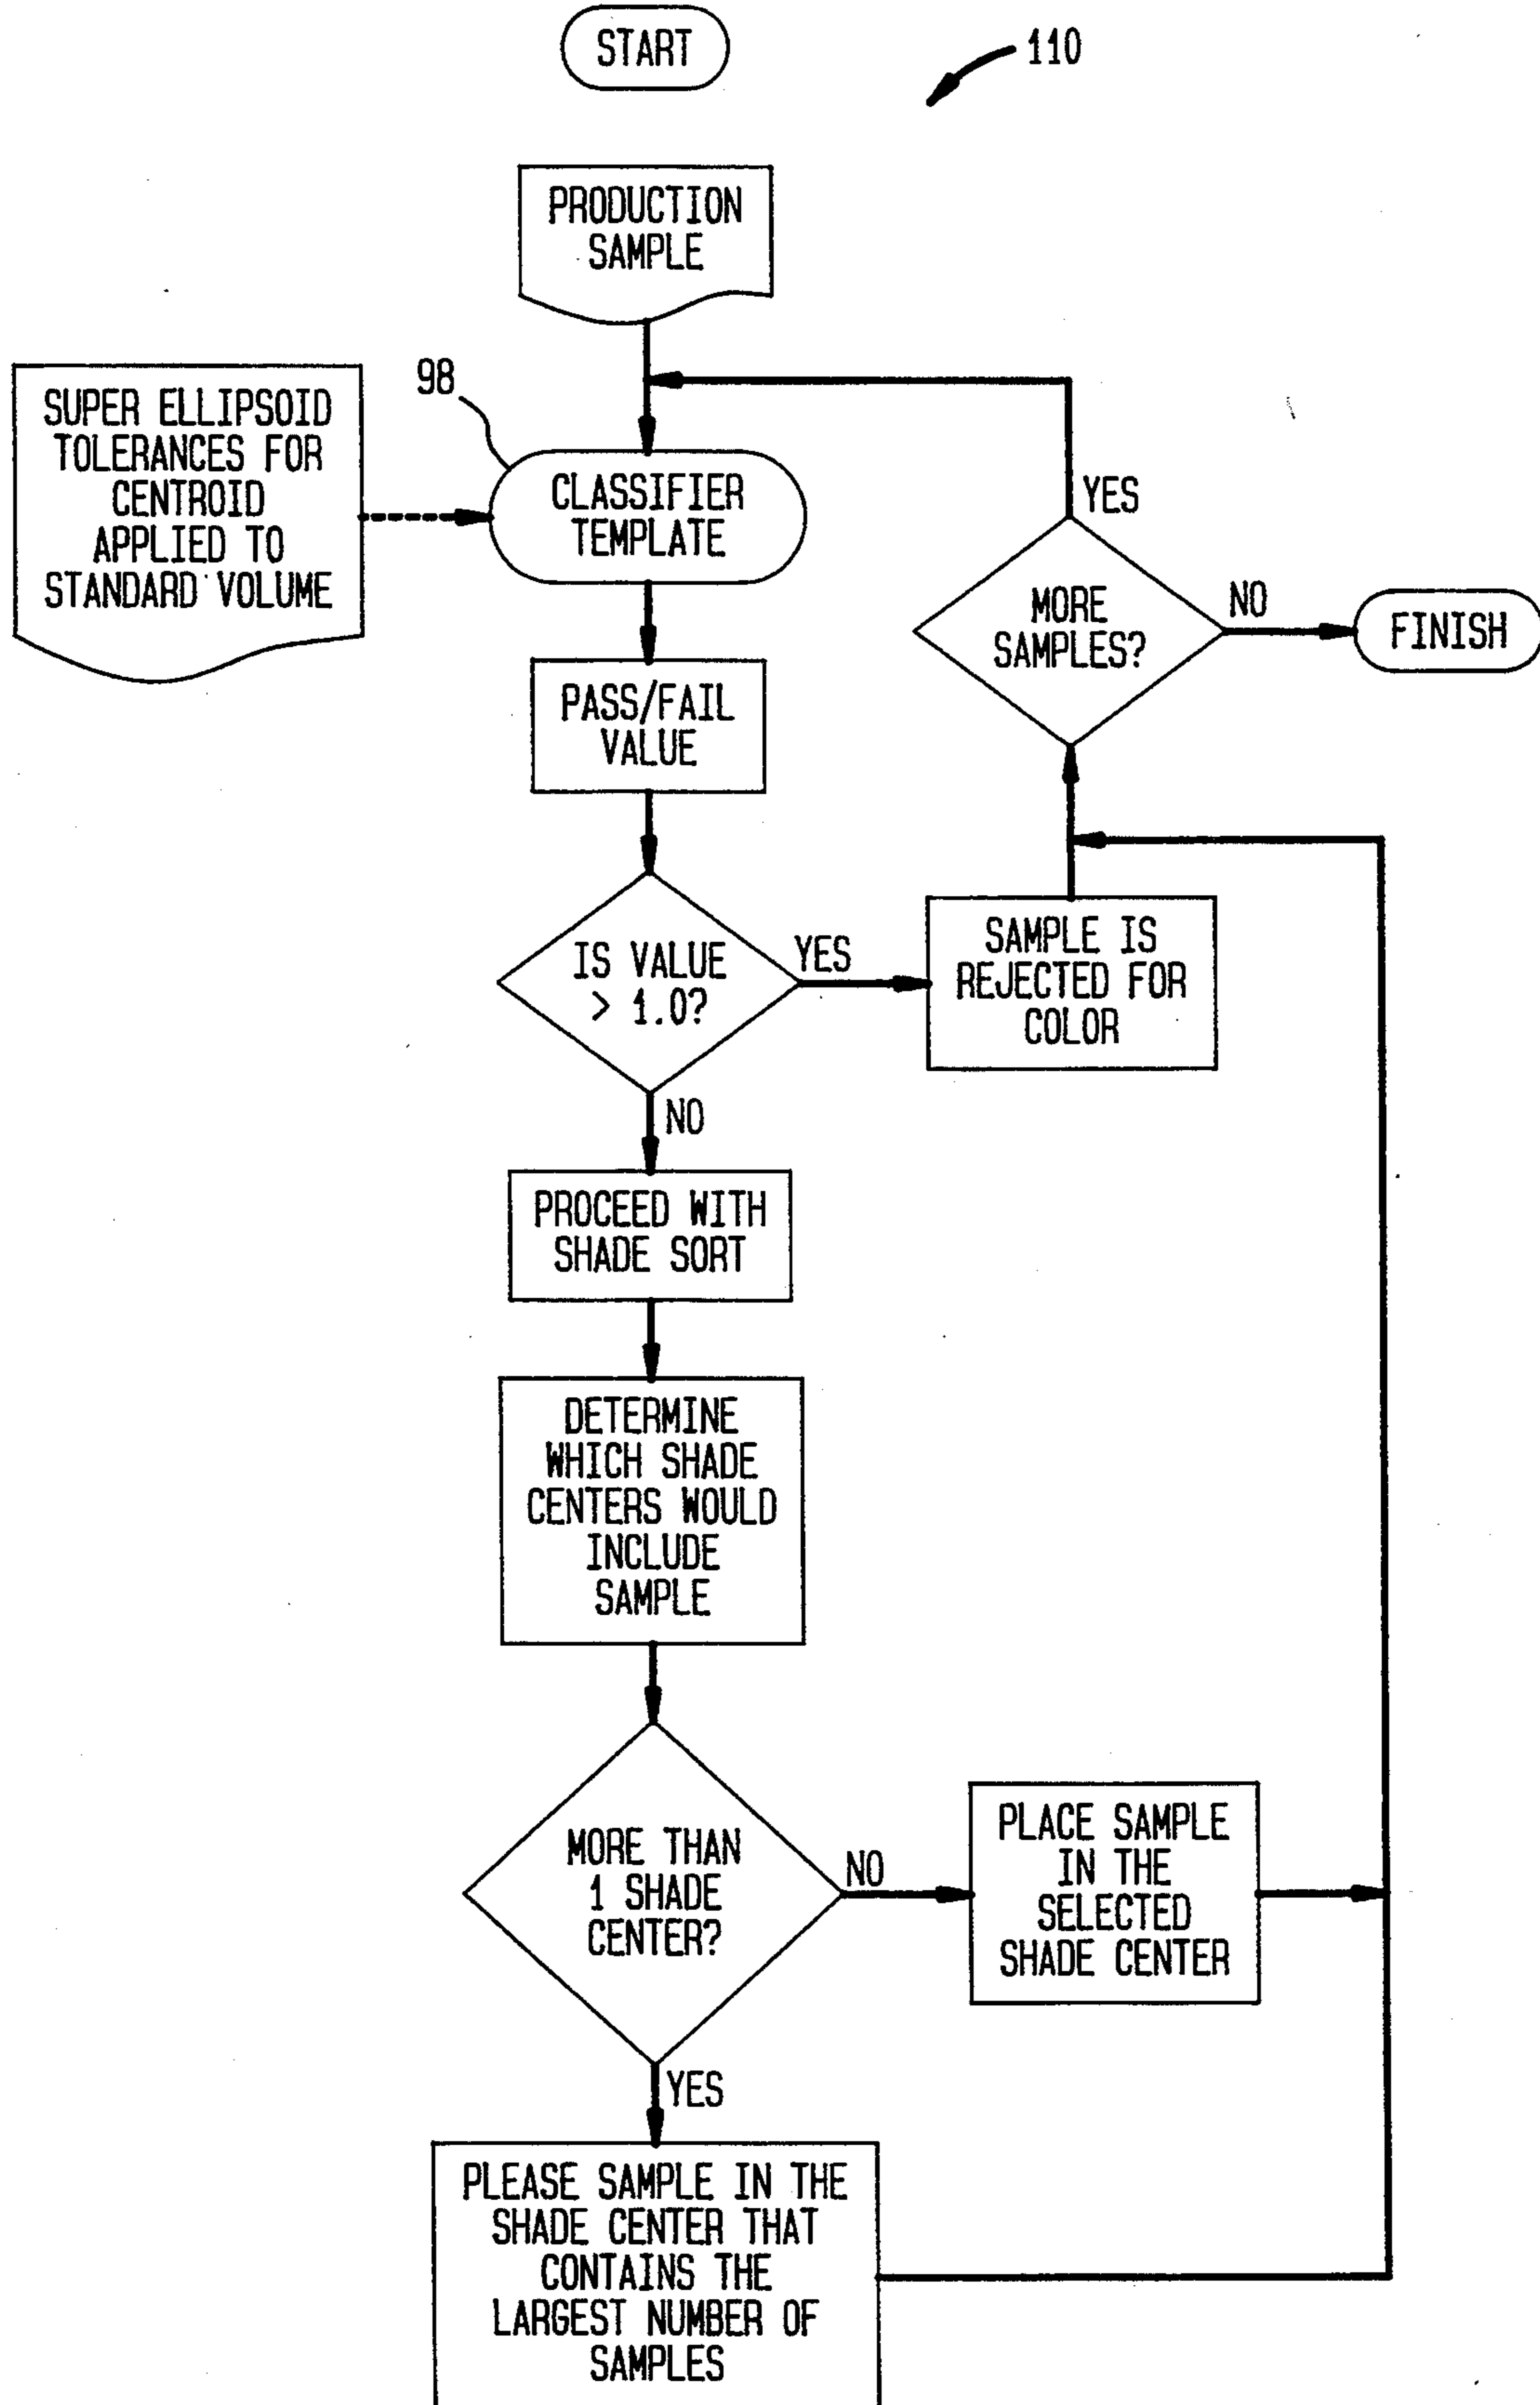 START
110
PRODUCTION
SAMPLE
98
SUPER ELLIPSOID
TOLERANCES FOR
CENTROID
APPLIED TO
STANDARD VOLUME
CLASSIFIER
TEMPLATE
YES
MORE
SAMPLES?
NO
FINISH
PASS/FAIL
VALUE
IS VALUE
> 1.0?
YES
SAMPLE IS
REJECTED FOR
COLOR
NO
PROCEED WITH
SHADE SORT
DETERMINE
WHICH SHADE
CENTERS WOULD
INCLUDE
SAMPLE
MORE THAN
1 SHADE
CENTER?
NO
PLACE SAMPLE
IN THE
SELECTED
SHADE CENTER
YES
PLEASE SAMPLE IN THE
SHADE CENTER THAT
CONTAINS THE
LARGEST NUMBER OF
SAMPLES